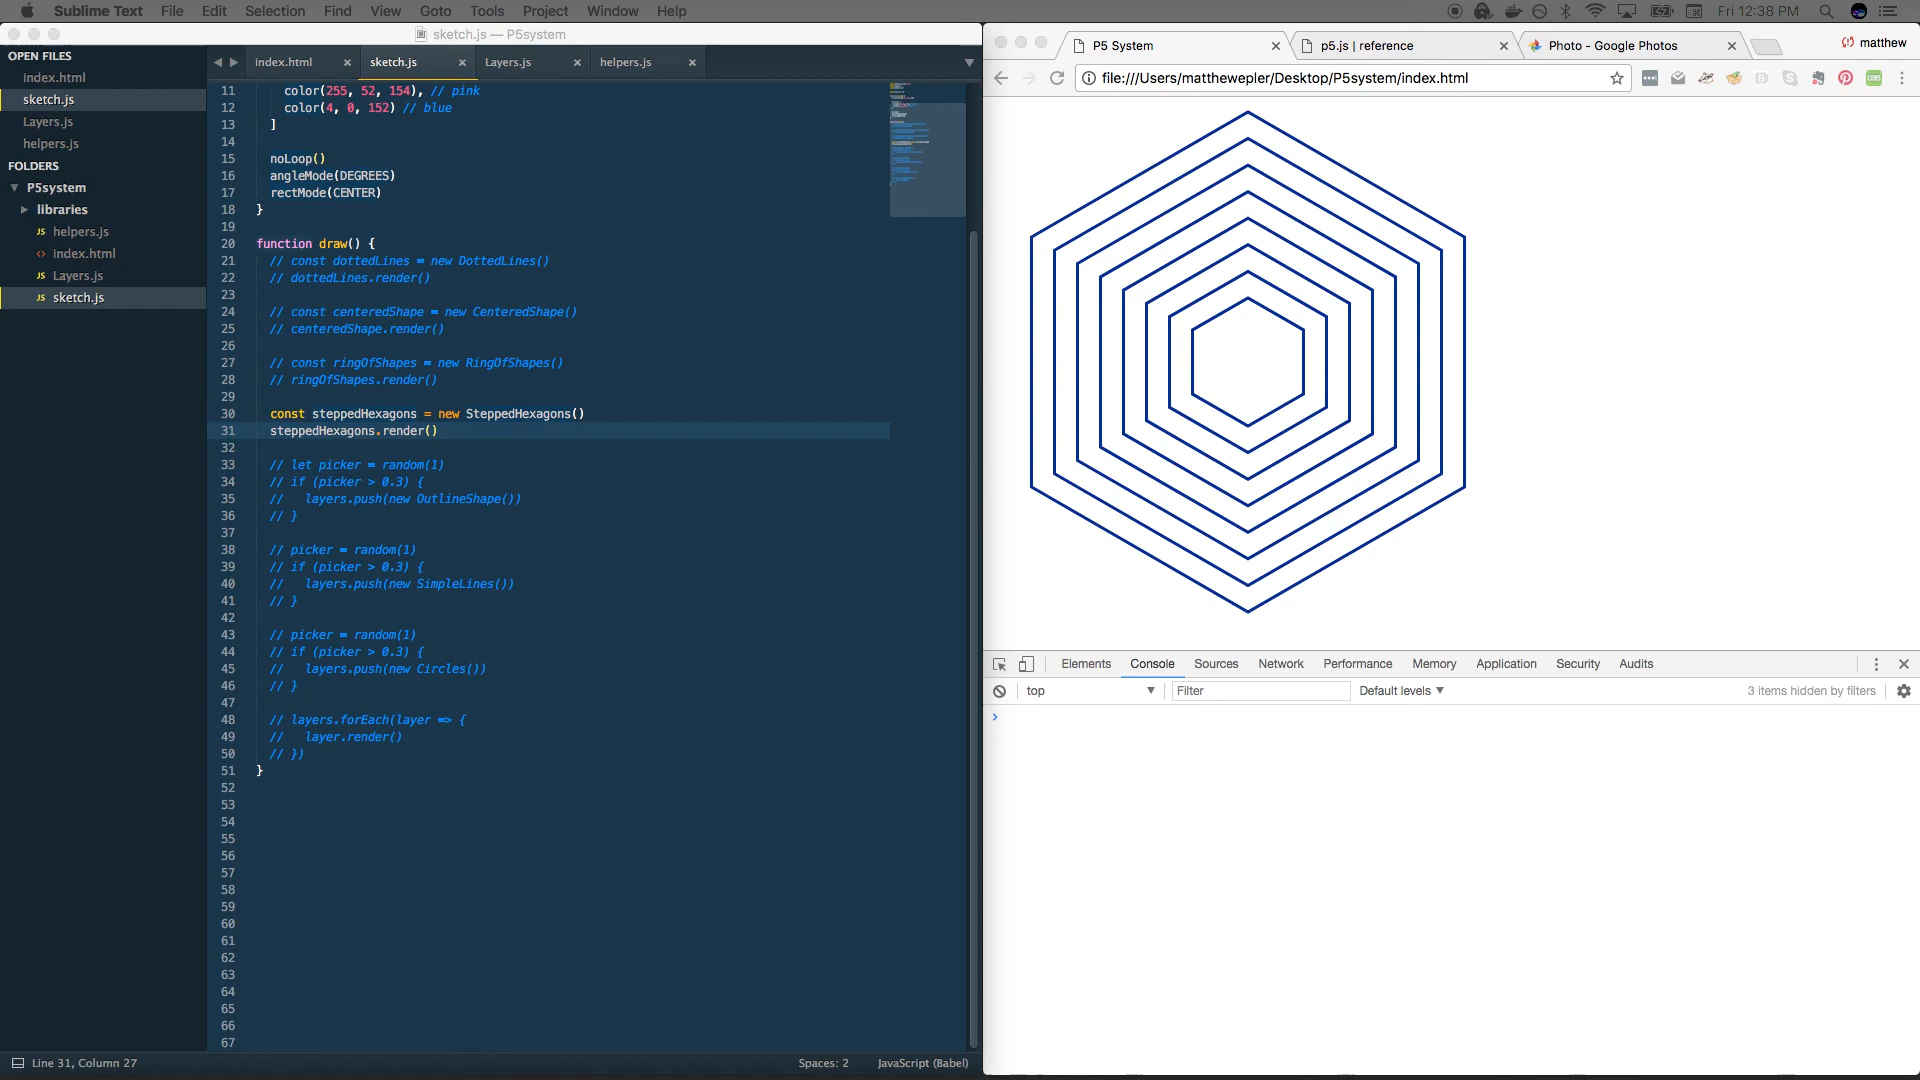 Sublime Text File Edit Selection Find View Goto Tools Project Window Help Fri 12:38 PM
sketch.js — P5system
OPEN FILES
index.html
sketch.js
Layers.js
helpers.js
FOLDERS
P5system
libraries
JS helpers.js
<> index.html
JS Layers.js
JS sketch.js
index.html × sketch.js × Layers.js × helpers.js ×
11 color(255, 52, 154), // pink
12 color(4, 0, 152) // blue
13 ]
14
15 noLoop()
16 angleMode(DEGREES)
17 rectMode(CENTER)
18 }
19
20 function draw() {
21 // const dottedLines = new DottedLines()
22 // dottedLines.render()
23
24 // const centeredShape = new CenteredShape()
25 // centeredShape.render()
26
27 // const ringOfShapes = new RingOfShapes()
28 // ringOfShapes.render()
29
30 const steppedHexagons = new SteppedHexagons()
31 steppedHexagons.render()
32
33 // let picker = random(1)
34 // if (picker > 0.3) {
35 // layers.push(new OutlineShape())
36 // }
37
38 // picker = random(1)
39 // if (picker > 0.3) {
40 // layers.push(new SimpleLines())
41 // }
42
43 // picker = random(1)
44 // if (picker > 0.3) {
45 // layers.push(new Circles())
46 // }
47
48 // layers.forEach(layer => {
49 // layer.render()
50 // })
51 }
52
53
54
55
56
57
58
59
60
61
62
63
64
65
66
67
Line 31, Column 27 Spaces: 2 JavaScript (Babel)
P5 System × p5.js | reference × Photo - Google Photos × matthew
file:///Users/matthewepler/Desktop/P5system/index.html
Elements Console Sources Network Performance Memory Application Security Audits
top Filter Default levels 3 items hidden by filters
>